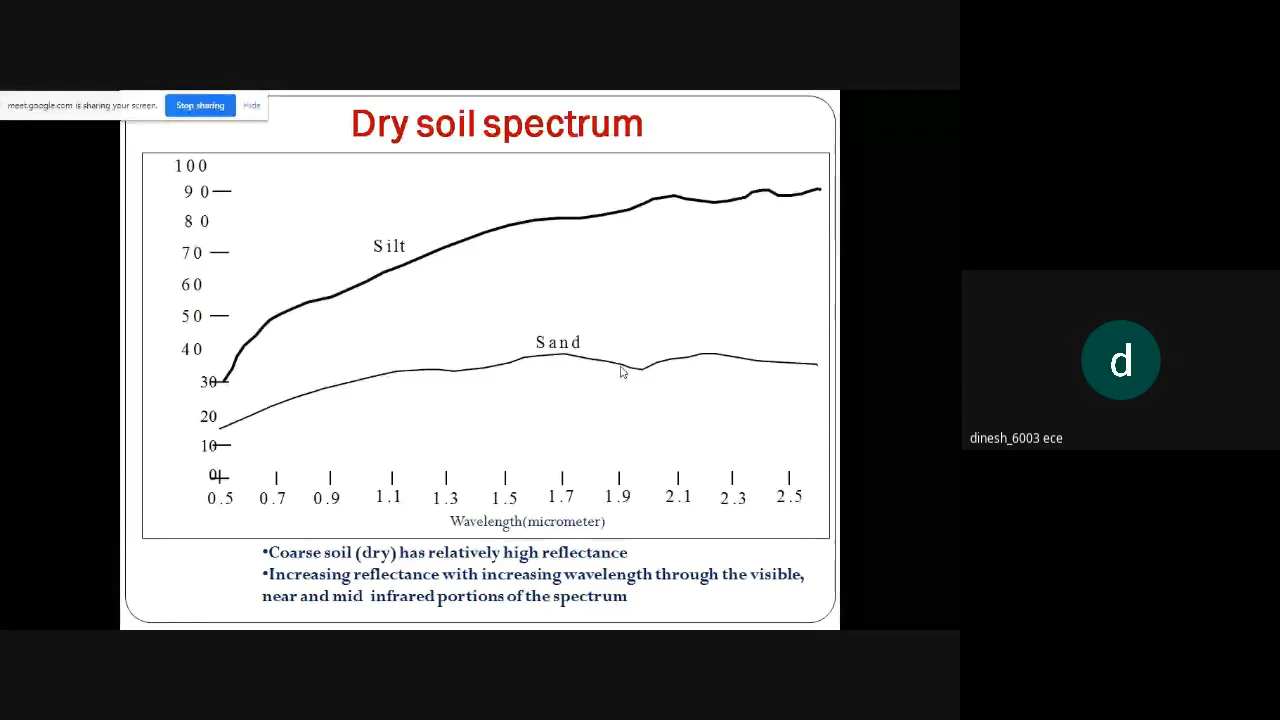 meet.google.com is sharing your screen.
Stop sharing
Hide
Dry soil spectrum
100
90
80
Silt
70
60
50
Sand
40
30
20
10
0
0.5 0.7 0.9 1.1 1.3 1.5 1.7 1.9 2.1 2.3 2.5
Wavelength(micrometer)
•Coarse soil (dry) has relatively high reflectance
•Increasing reflectance with increasing wavelength through the visible,
near and mid infrared portions of the spectrum
d
dinesh_6003 ece